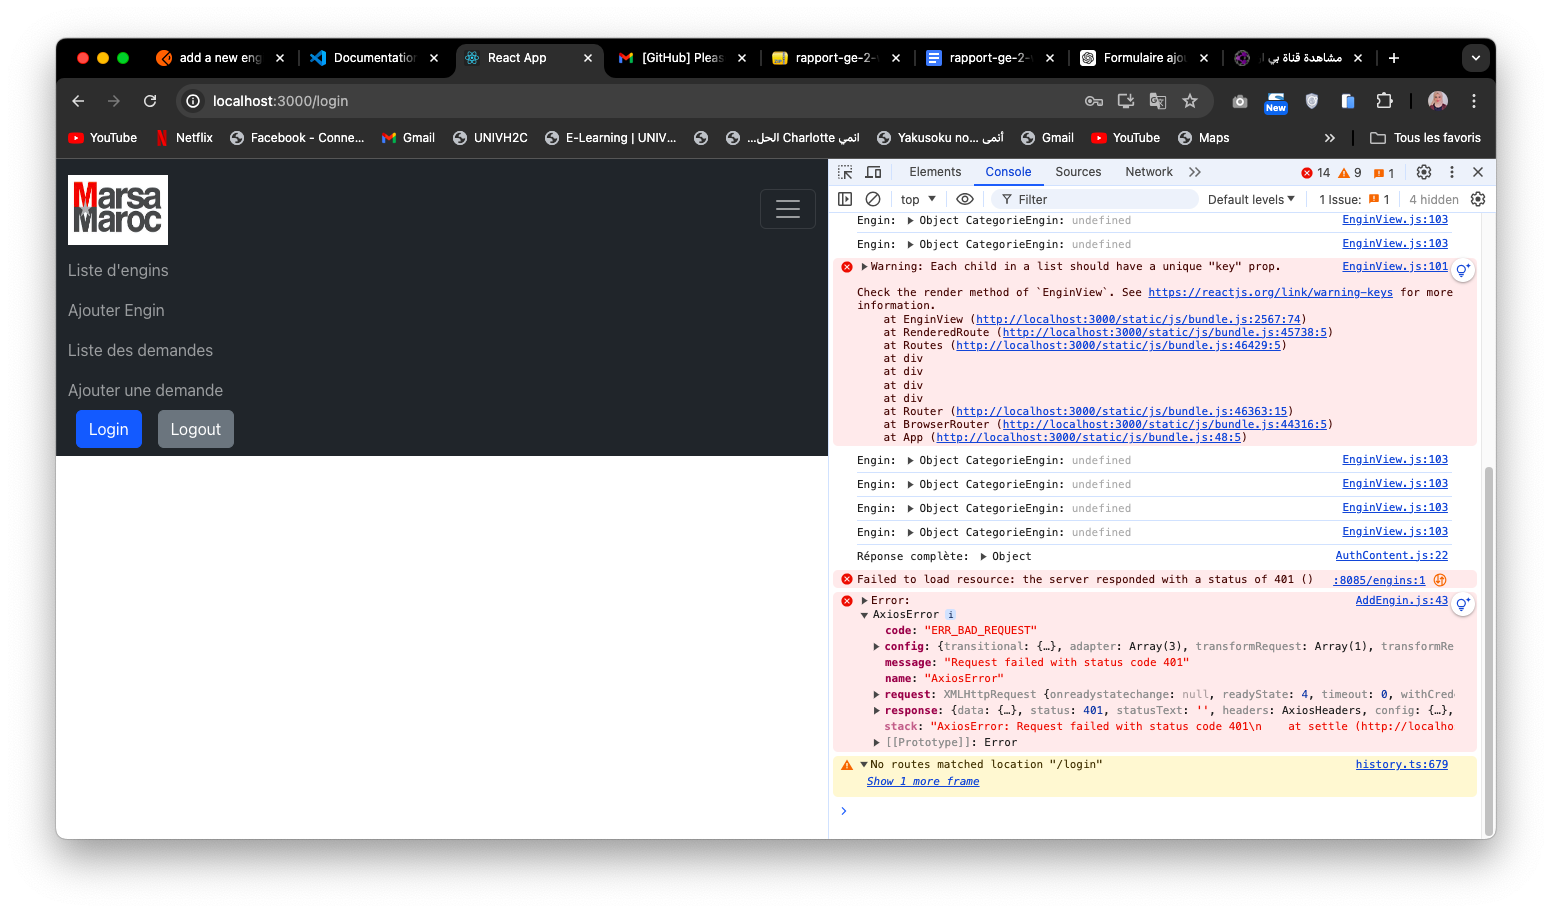 add a new eng
Documentation
React App
[GitHub] Pleas
rapport-ge-2-
rapport-ge-2-
Formulaire ajou
مشاهدة قناة بي ا
localhost:3000/login
New
YouTube
Netflix
Facebook - Conne...
Gmail
UNIVH2C
E-Learning | UNIV...
انمي Charlotte الحل...
Yakusoku no... أنمى
Gmail
YouTube
Maps
»
Tous les favoris
Marsa
Maroc
Liste d'engins
Ajouter Engin
Liste des demandes
Ajouter une demande
Login
Logout
Elements
Console
Sources
Network
14
9
1
top
Filter
Default levels
1 Issue:
1
4 hidden
Engin: Object CategorieEngin: undefined EnginView.js:103
Engin: Object CategorieEngin: undefined EnginView.js:103
Warning: Each child in a list should have a unique "key" prop. EnginView.js:101
Check the render method of `EnginView`. See https://reactjs.org/link/warning-keys for more
information.
at EnginView (http://localhost:3000/static/js/bundle.js:2567:74)
at RenderedRoute (http://localhost:3000/static/js/bundle.js:45738:5)
at Routes (http://localhost:3000/static/js/bundle.js:46429:5)
at div
at div
at div
at div
at Router (http://localhost:3000/static/js/bundle.js:46363:15)
at BrowserRouter (http://localhost:3000/static/js/bundle.js:44316:5)
at App (http://localhost:3000/static/js/bundle.js:48:5)
Engin: Object CategorieEngin: undefined EnginView.js:103
Engin: Object CategorieEngin: undefined EnginView.js:103
Engin: Object CategorieEngin: undefined EnginView.js:103
Engin: Object CategorieEngin: undefined EnginView.js:103
Réponse complète: Object AuthContent.js:22
Failed to load resource: the server responded with a status of 401 () :8085/engins:1
Error: AddEngin.js:43
AxiosError i
code: "ERR_BAD_REQUEST"
config: {transitional: {…}, adapter: Array(3), transformRequest: Array(1), transformRe
message: "Request failed with status code 401"
name: "AxiosError"
request: XMLHttpRequest {onreadystatechange: null, readyState: 4, timeout: 0, withCred
response: {data: {…}, status: 401, statusText: '', headers: AxiosHeaders, config: {…},
stack: "AxiosError: Request failed with status code 401\n    at settle (http://localho
[[Prototype]]: Error
No routes matched location "/login" history.ts:679
Show 1 more frame